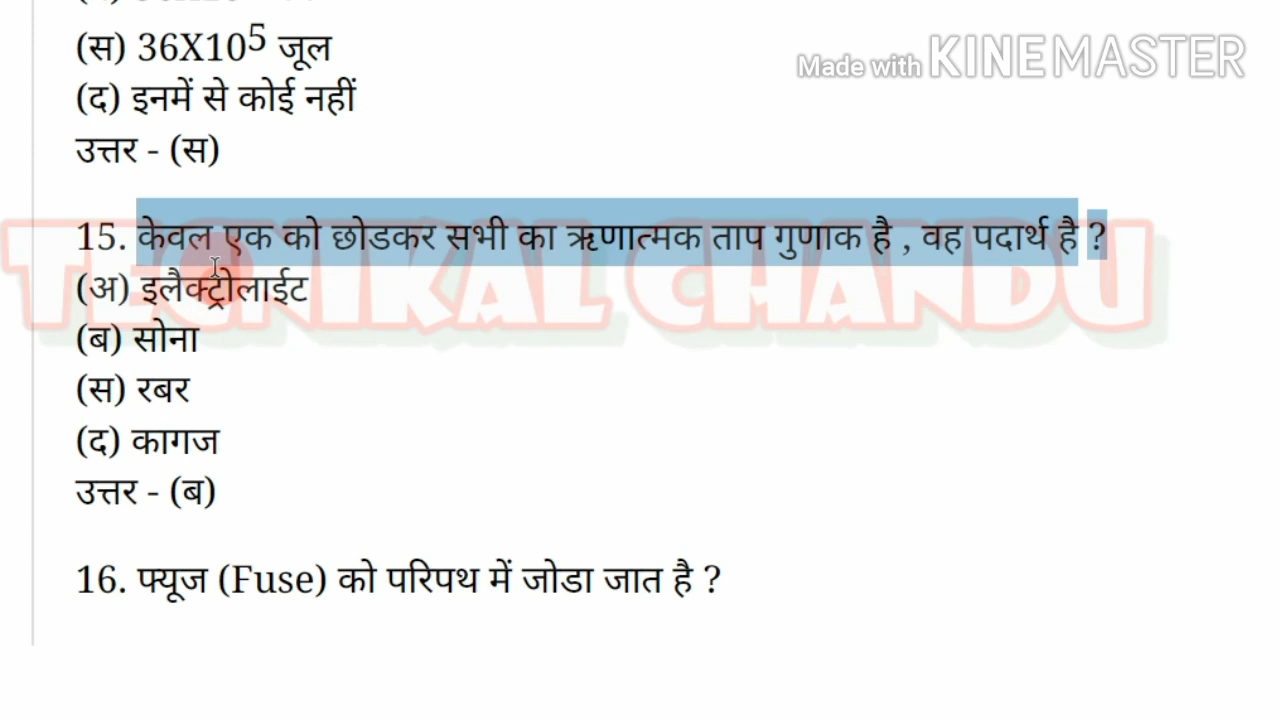 (स) 36X105 जूल
Made with KINEMASTER
(द) इनमें से कोई नहीं
उत्तर - (स)
15. केवल एक को छोडकर सभी का ऋणात्मक ताप गुणाक है , वह पदार्थ है ?
TECNIKAL CHANDU
(अ) इलैक्ट्रोलाईट
(ब) सोना
(स) रबर
(द) कागज
उत्तर - (ब)
16. फ्यूज (Fuse) को परिपथ में जोडा जात है ?